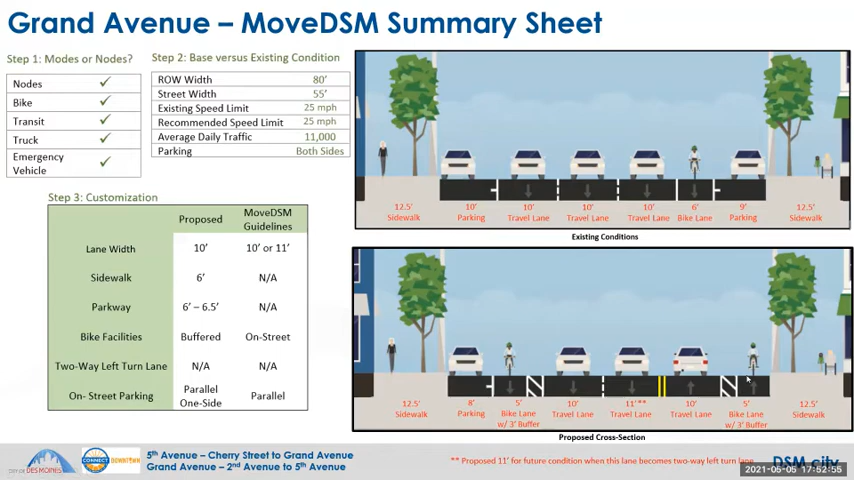 Grand Avenue – MoveDSM Summary Sheet
Step 1: Modes or Nodes?
Nodes ✓
Bike ✓
Transit ✓
Truck ✓
Emergency Vehicle ✓
Step 2: Base versus Existing Condition
ROW Width 80'
Street Width 55'
Existing Speed Limit 25 mph
Recommended Speed Limit 25 mph
Average Daily Traffic 11,000
Parking Both Sides
Step 3: Customization
Proposed MoveDSM Guidelines
Lane Width 10' 10' or 11'
Sidewalk 6' N/A
Parkway 6' – 6.5' N/A
Bike Facilities Buffered On-Street
Two-Way Left Turn Lane N/A N/A
On- Street Parking Parallel One-Side Parallel
12.5' Sidewalk
10' Parking
10' Travel Lane
10' Travel Lane
10' Travel Lane
6' Bike Lane
9' Parking
12.5' Sidewalk
Existing Conditions
12.5' Sidewalk
8' Parking
5' Bike Lane w/ 3' Buffer
10' Travel Lane
11'** Travel Lane
10' Travel Lane
5' Bike Lane w/ 3' Buffer
12.5' Sidewalk
Proposed Cross-Section
CITY OF DES MOINES
CONNECT DOWNTOWN
5th Avenue – Cherry Street to Grand Avenue
Grand Avenue – 2nd Avenue to 5th Avenue
** Proposed 11' for future condition when this lane becomes two-way left turn lane
DSM.city
2021-05-05 17:52:55